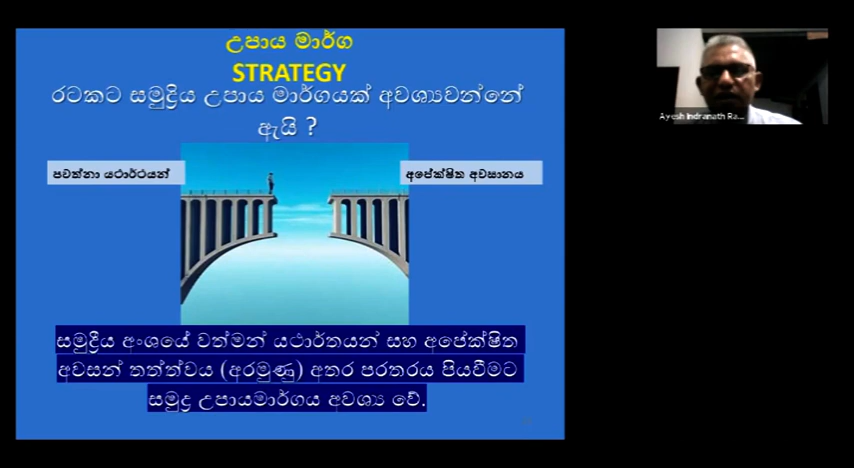 උපාය මාර්ග
STRATEGY
රටකට සමුද්‍රිය උපාය මාර්ගයක් අවශ්‍යවන්නේ
ඇයි ?
පවත්නා යථාර්ථයන්
අපේක්ෂිත අවසානය
සමුද්‍රීය අංශයේ වත්මන් යථාර්තයන් සහ අපේක්ෂිත
අවසන් තත්ත්වය (අරමුණු) අතර පරතරය පියවීමට
සමුද්‍ර උපායමාර්ගය අවශ්‍ය වේ.
Ayesh Indranath Ra...